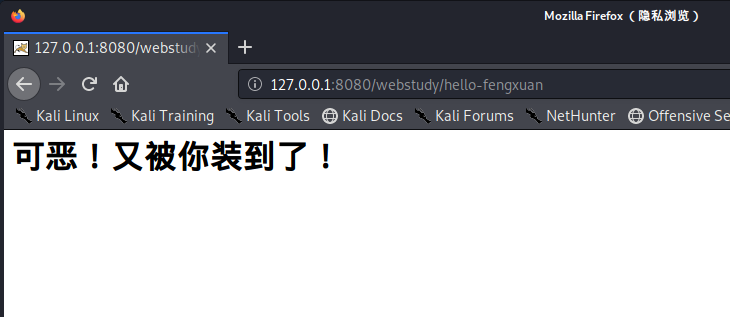 Mozilla Firefox（隐私浏览）
127.0.0.1:8080/webstudy
127.0.0.1:8080/webstudy/hello-fengxuan
Kali Linux Kali Training Kali Tools Kali Docs Kali Forums NetHunter Offensive Se
可恶！又被你装到了！